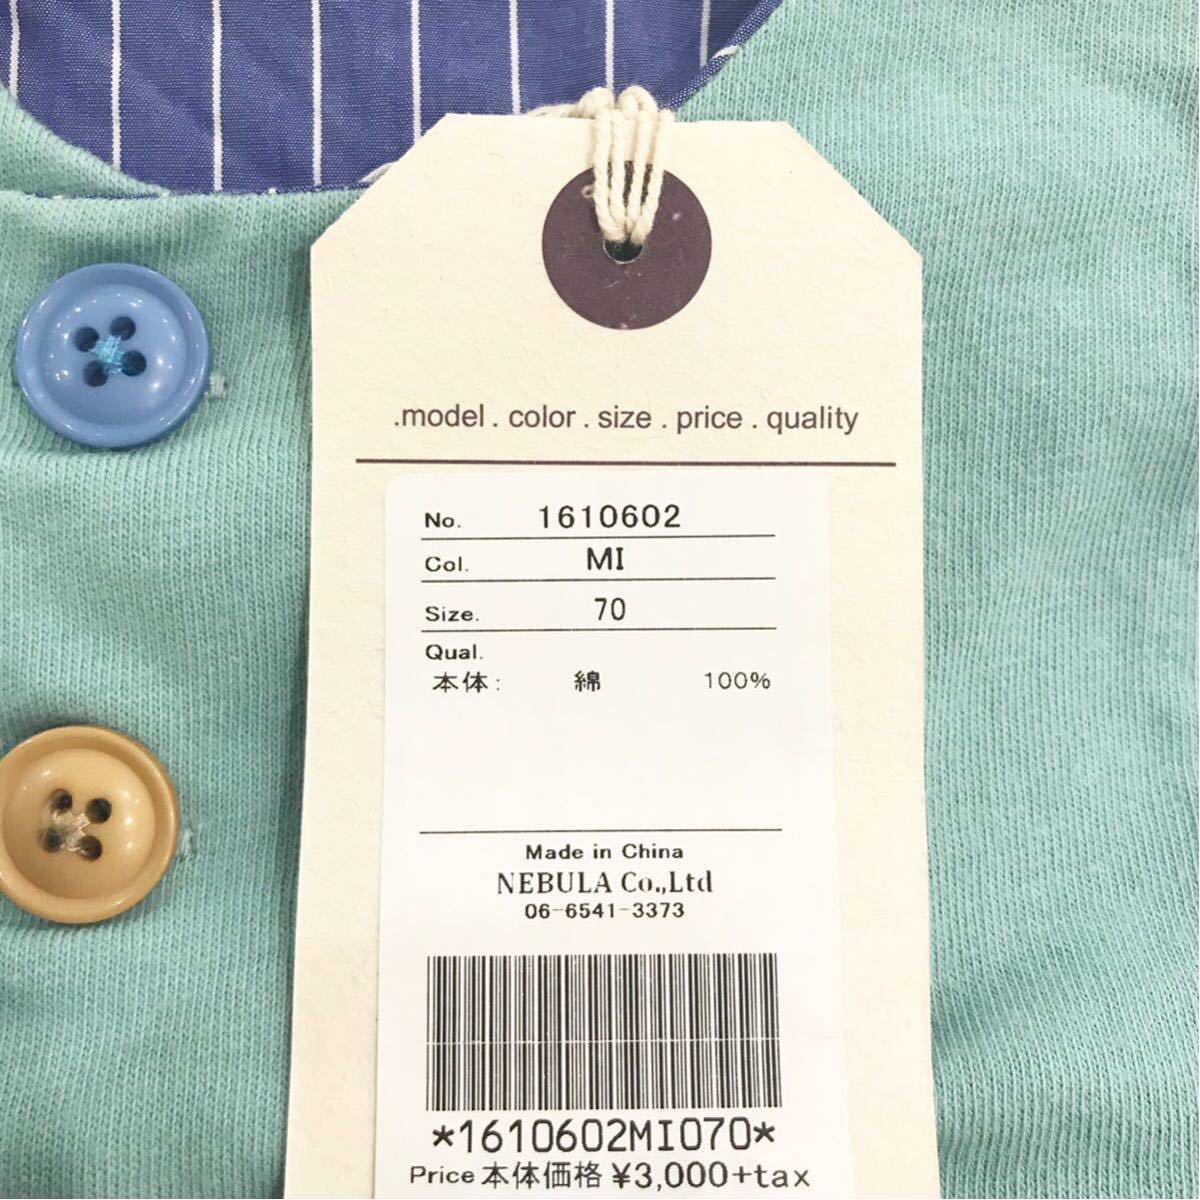 .model . color . size . price . quality
No. 1610602
Col. MI
Size. 70
Qual.
本体: 綿 100%
Made in China
NEBULA Co.,Ltd
06-6541-3373
*1610602MI070*
Price 本体価格 ¥3,000+tax